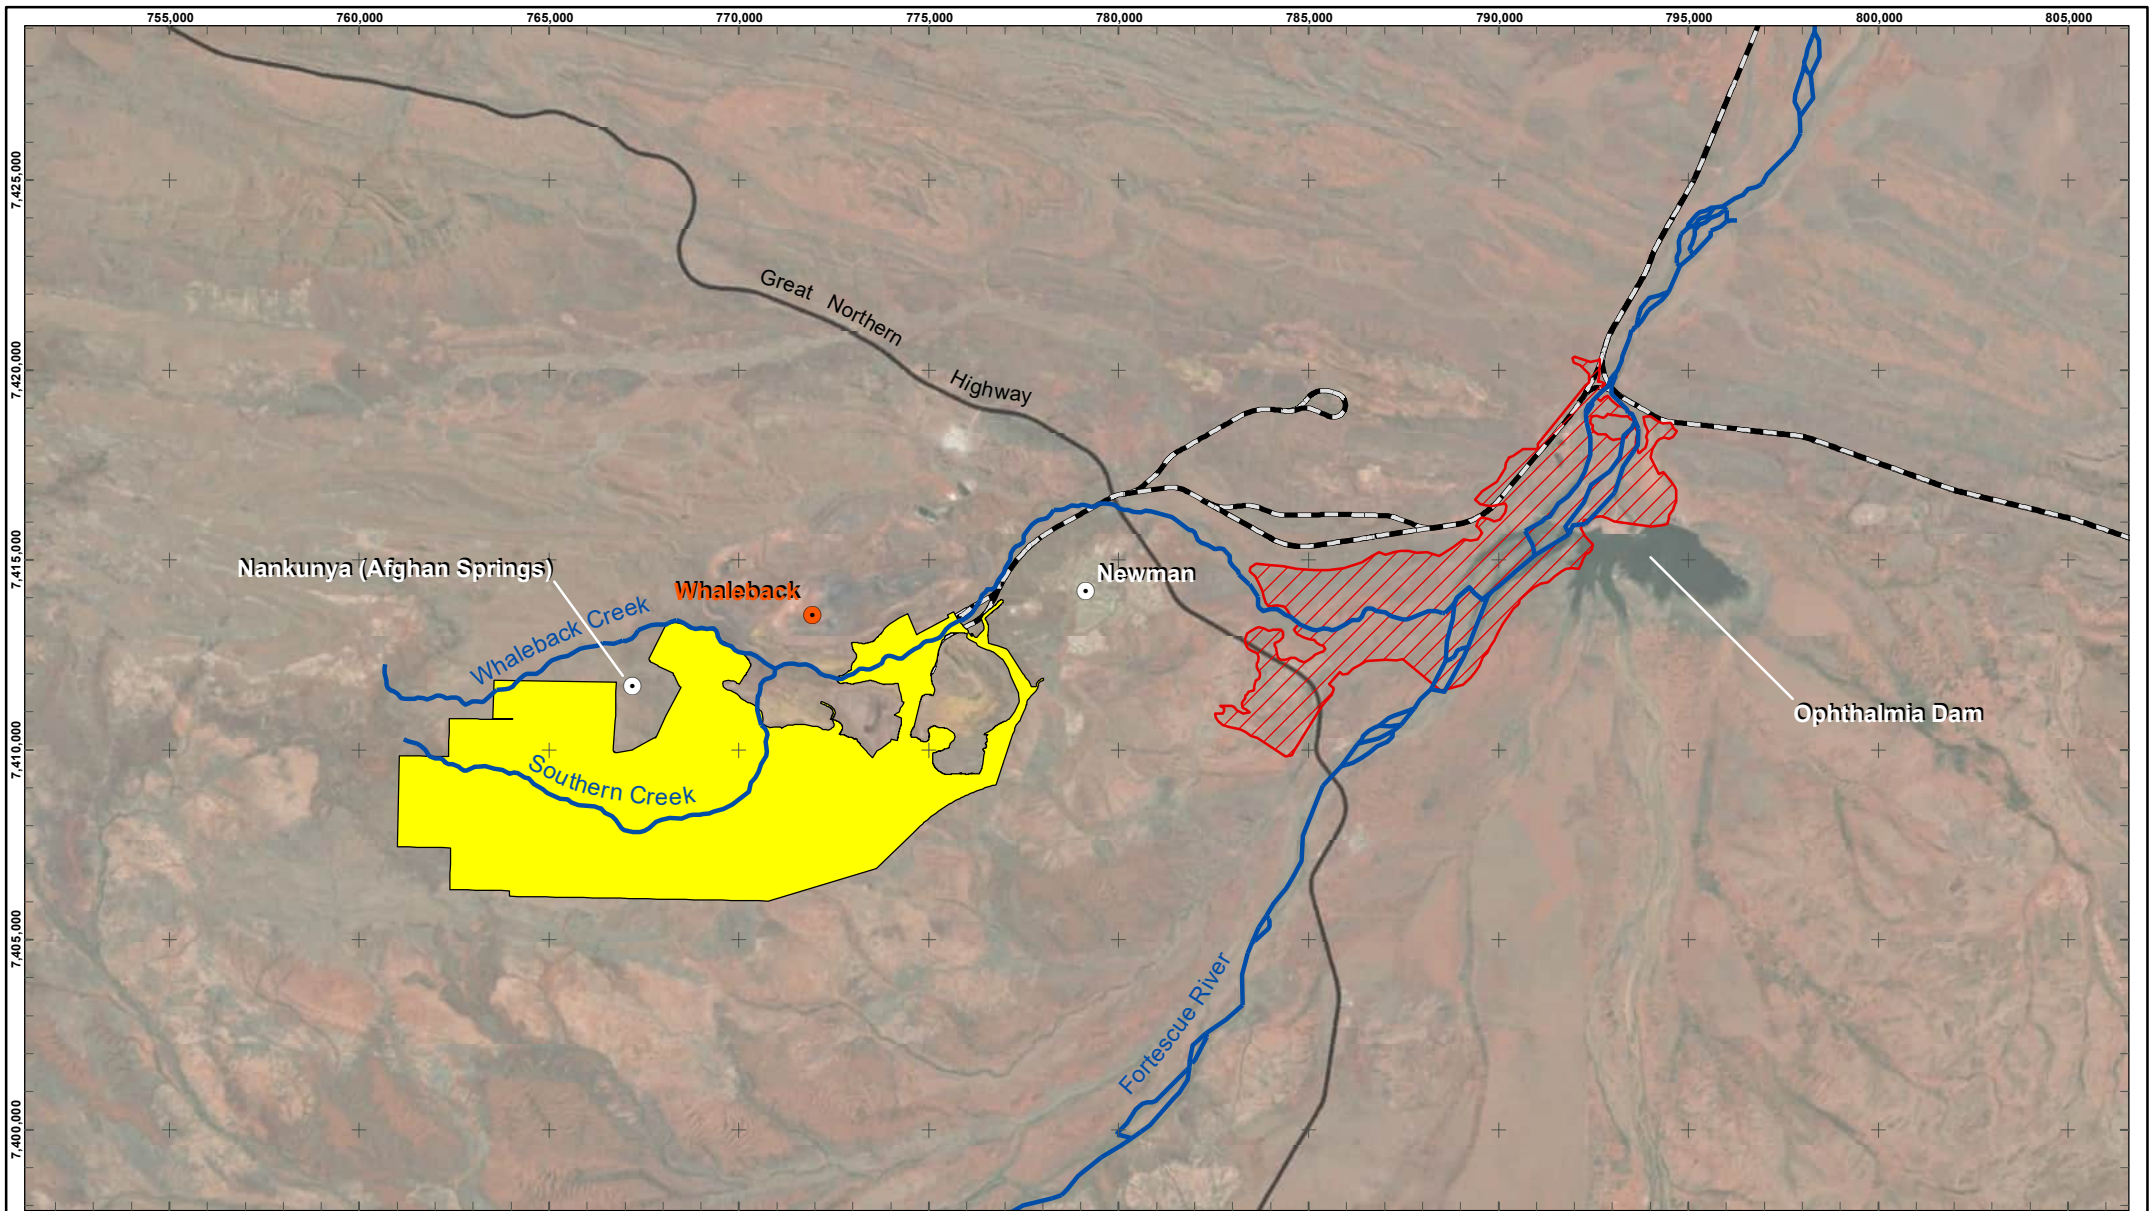 755,000 760,000 765,000 770,000 775,000 780,000 785,000 790,000 795,000 800,000 805,000
7,425,000
Great Northern
Highway
7,420,000
7,415,000
Nankunya (Afghan Springs)
Whaleback
Newman
Whaleback Creek
Ophthalmia Dam
7,410,000
Southern Creek
7,405,000
Fortescue River
7,400,000